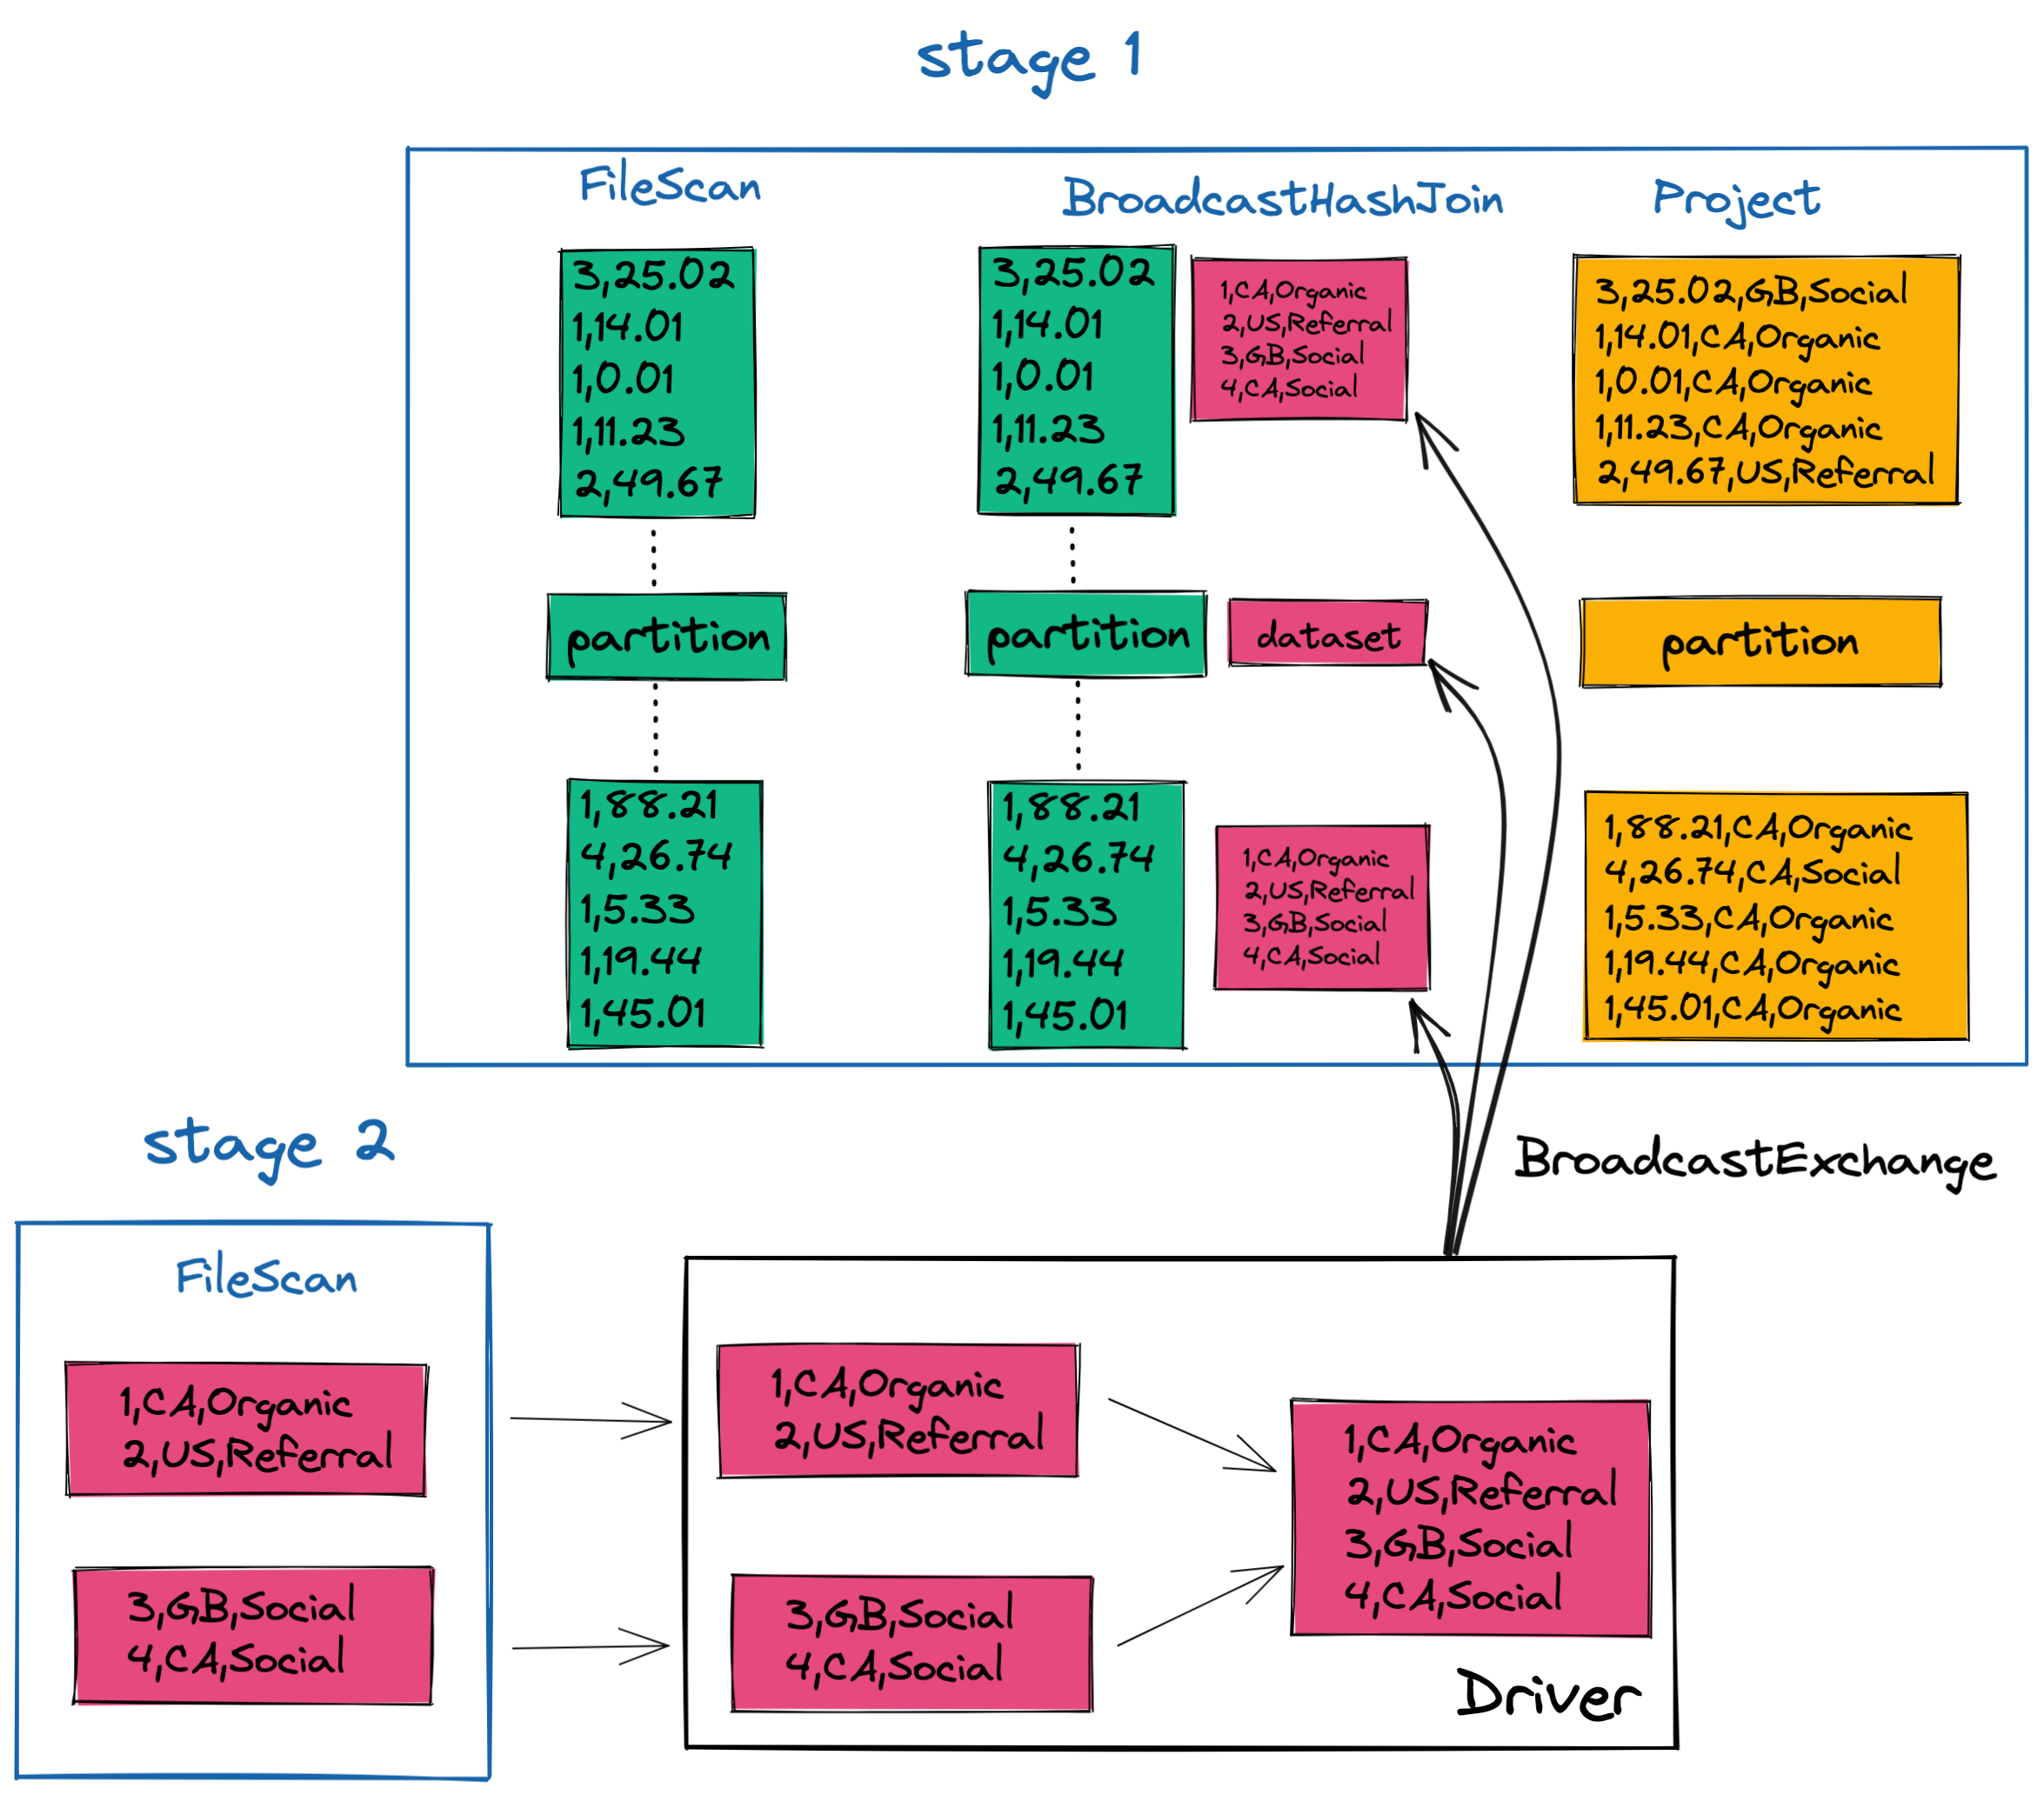 stage 1
FileScan
BroadcastHashJoin
Project
3,25.02
1,14.01
1,0.01
1,11.23
2,49.67
3,25.02
1,14.01
1,0.01
1,11.23
2,49.67
1,CA,Organic
2,US,Referral
3,GB,Social
4,CA,Social
3,25.02,GB,Social
1,14.01,CA,Organic
1,0.01,CA,Organic
1,11.23,CA,Organic
2,49.67,US,Referral
partition
partition
dataset
partition
1,88.21
4,26.74
1,5.33
1,19.44
1,45.01
1,88.21
4,26.74
1,5.33
1,19.44
1,45.01
1,CA,Organic
2,US,Referral
3,GB,Social
4,CA,Social
1,88.21,CA,Organic
4,26.74,CA,Social
1,5.33,CA,Organic
1,19.44,CA,Organic
1,45.01,CA,Organic
stage 2
BroadcastExchange
FileScan
1,CA,Organic
2,US,Referral
3,GB,Social
4,CA,Social
1,CA,Organic
2,US,Referral
3,GB,Social
4,CA,Social
1,CA,Organic
2,US,Referral
3,GB,Social
4,CA,Social
Driver